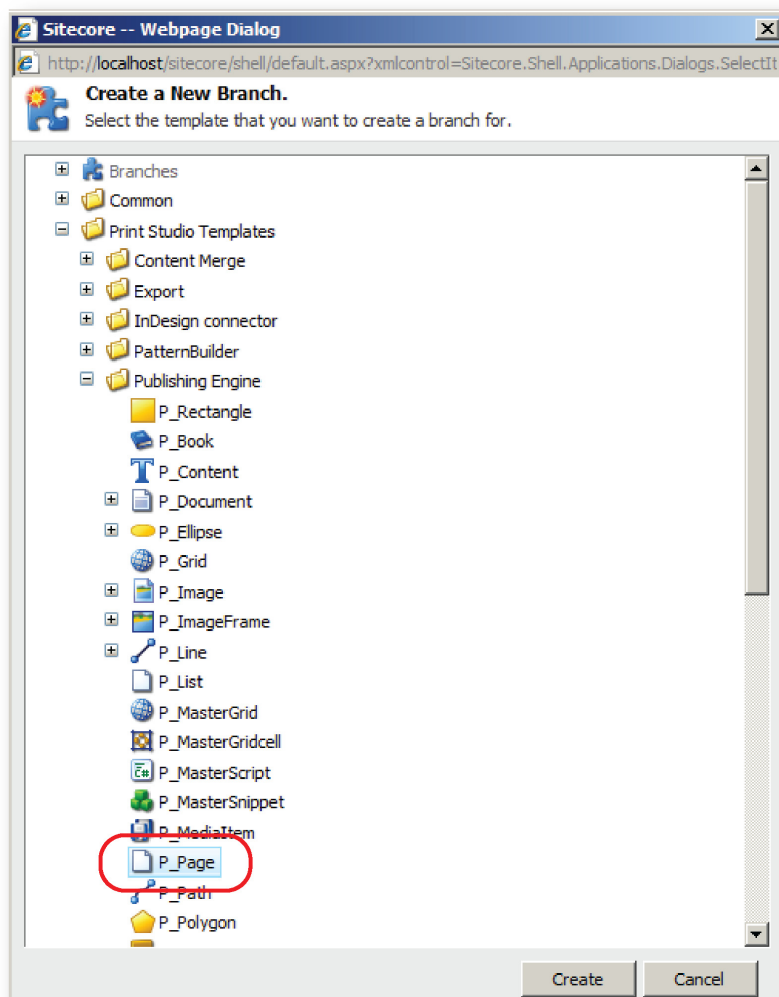 Sitecore -- Webpage Dialog
http://localhost/sitecore/shell/default.aspx?xmlcontrol=Sitecore.Shell.Applications.Dialogs.SelectIt
Create a New Branch.
Select the template that you want to create a branch for.
Branches
Common
Print Studio Templates
Content Merge
Export
InDesign connector
PatternBuilder
Publishing Engine
P_Rectangle
P_Book
P_Content
P_Document
P_Ellipse
P_Grid
P_Image
P_ImageFrame
P_Line
P_List
P_MasterGrid
P_MasterGridcell
P_MasterScript
P_MasterSnippet
P_MediaItem
P_Page
P_Path
P_Polygon
Create Cancel